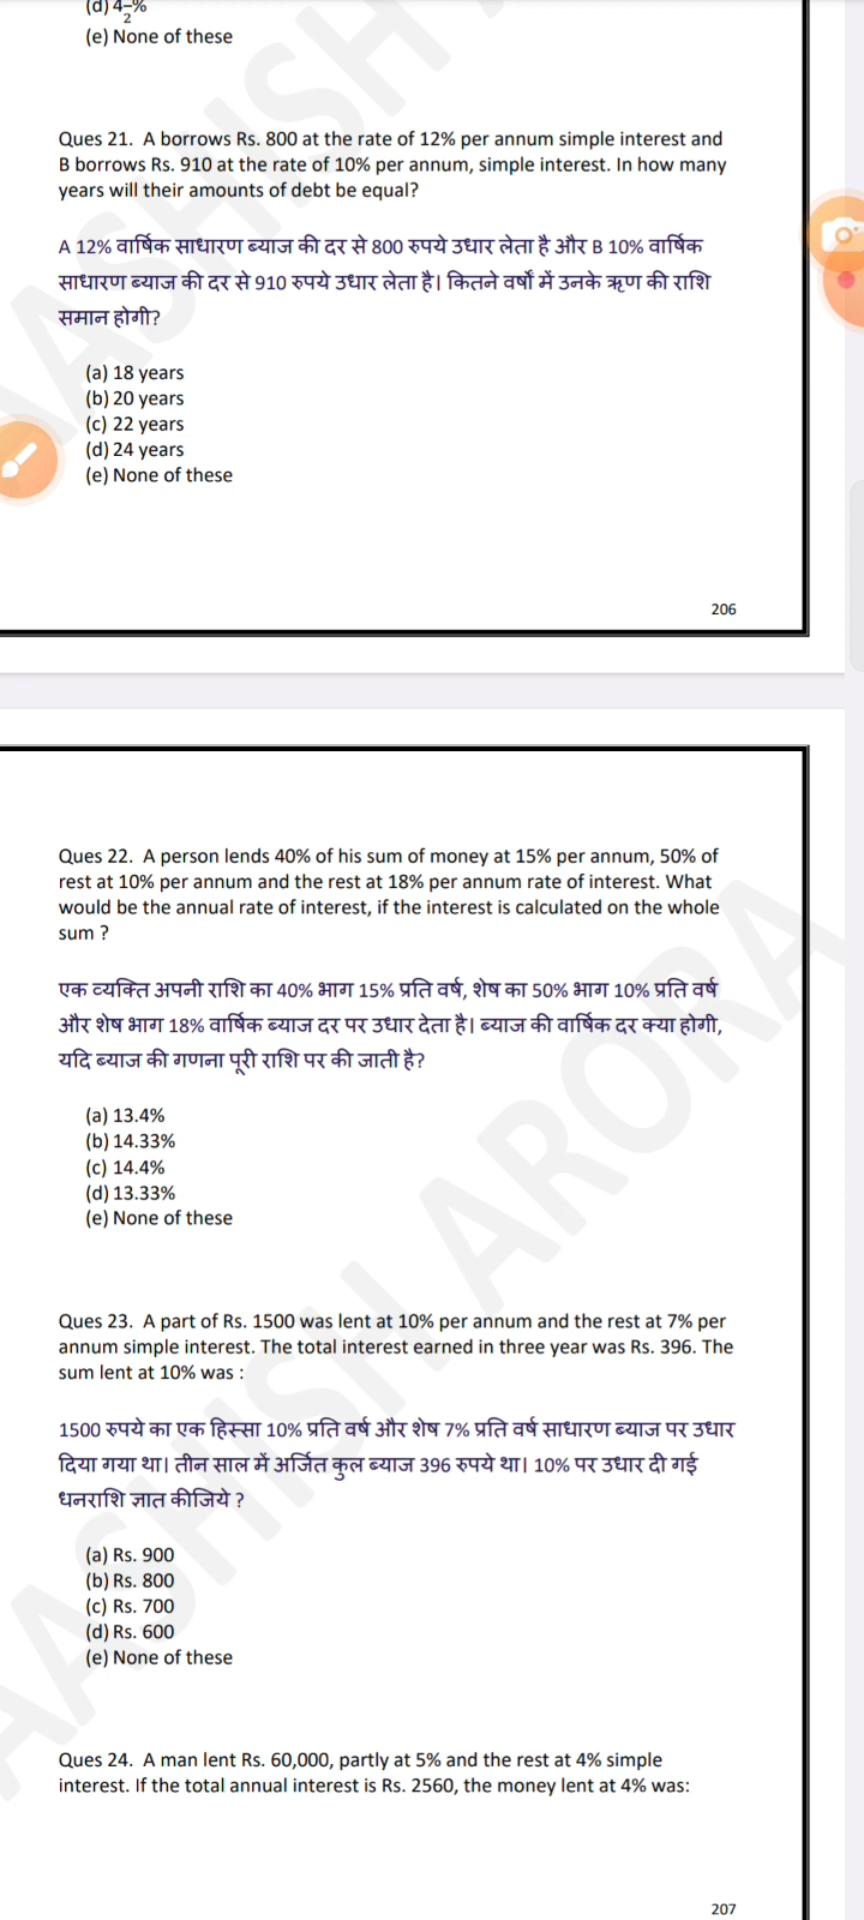 (d) 4-%
2
(e) None of these
Ques 21. A borrows Rs. 800 at the rate of 12% per annum simple interest and
B borrows Rs. 910 at the rate of 10% per annum, simple interest. In how many
years will their amounts of debt be equal?
A 12% वार्षिक साधारण ब्याज की दर से 800 रुपये उधार लेता है और B 10% वार्षिक
साधारण ब्याज की दर से 910 रुपये उधार लेता है। कितने वर्षों में उनके ऋण की राशि
समान होगी?
(a) 18 years
(b) 20 years
(c) 22 years
(d) 24 years
(e) None of these
206
Ques 22. A person lends 40% of his sum of money at 15% per annum, 50% of
rest at 10% per annum and the rest at 18% per annum rate of interest. What
would be the annual rate of interest, if the interest is calculated on the whole
sum ?
एक व्यक्ति अपनी राशि का 40% भाग 15% प्रति वर्ष, शेष का 50% भाग 10% प्रति वर्ष
और शेष भाग 18% वार्षिक ब्याज दर पर उधार देता है। ब्याज की वार्षिक दर क्या होगी,
यदि ब्याज की गणना पूरी राशि पर की जाती है?
(a) 13.4%
(b) 14.33%
(c) 14.4%
(d) 13.33%
(e) None of these
Ques 23. A part of Rs. 1500 was lent at 10% per annum and the rest at 7% per
annum simple interest. The total interest earned in three year was Rs. 396. The
sum lent at 10% was :
1500 रुपये का एक हिस्सा 10% प्रति वर्ष और शेष 7% प्रति वर्ष साधारण ब्याज पर उधार
दिया गया था। तीन साल में अर्जित कुल ब्याज 396 रुपये था। 10% पर उधार दी गई
धनराशि ज्ञात कीजिये ?
(a) Rs. 900
(b) Rs. 800
(c) Rs. 700
(d) Rs. 600
(e) None of these
Ques 24. A man lent Rs. 60,000, partly at 5% and the rest at 4% simple
interest. If the total annual interest is Rs. 2560, the money lent at 4% was:
207
AASHISH ARORA